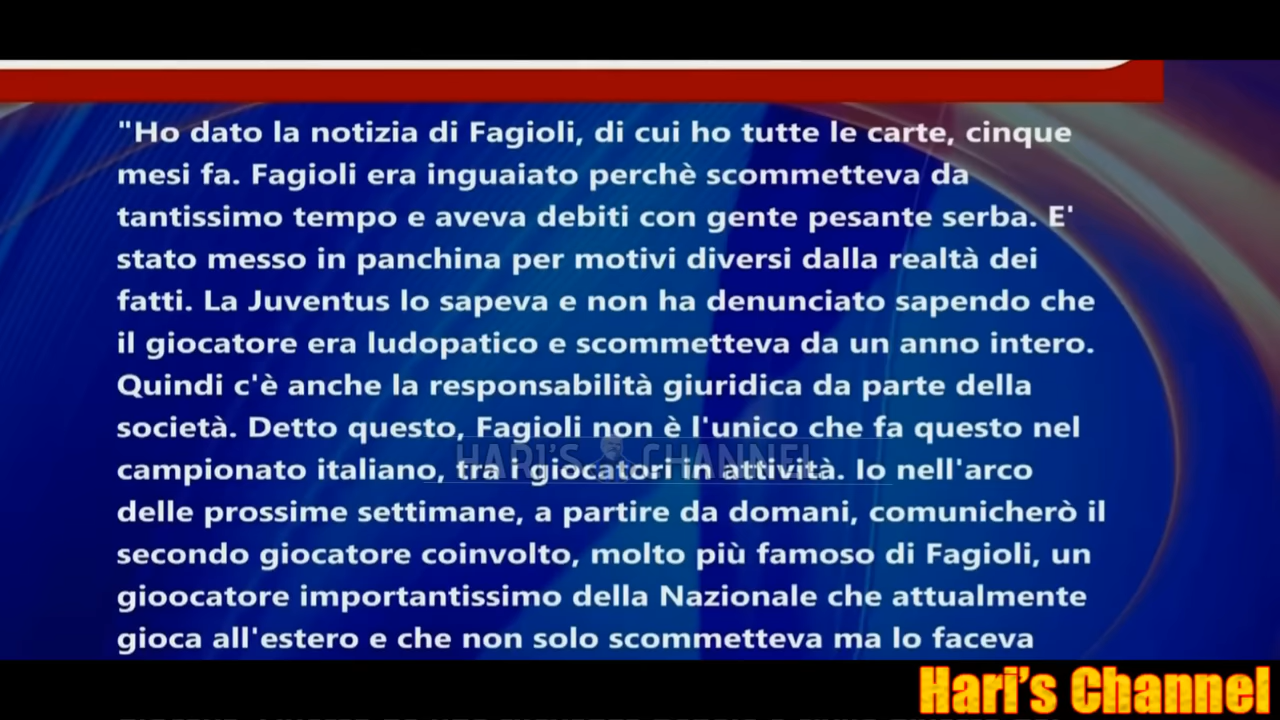 "Ho dato la notizia di Fagioli, di cui ho tutte le carte, cinque
mesi fa. Fagioli era inguaiato perchè scommetteva da
tantissimo tempo e aveva debiti con gente pesante serba. E'
stato messo in panchina per motivi diversi dalla realtà dei
fatti. La Juventus lo sapeva e non ha denunciato sapendo che
il giocatore era ludopatico e scommetteva da un anno intero.
Quindi c'è anche la responsabilità giuridica da parte della
società. Detto questo, Fagioli non è l'unico che fa questo nel
HARI'S CHANNEL
campionato italiano, tra i giocatori in attività. Io nell'arco
delle prossime settimane, a partire da domani, comunicherò il
secondo giocatore coinvolto, molto più famoso di Fagioli, un
gioocatore importantissimo della Nazionale che attualmente
gioca all'estero e che non solo scommetteva ma lo faceva
Hari's Channel